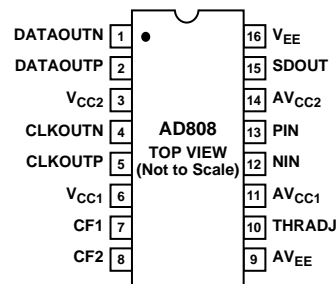 DATAOUTN 1
DATAOUTP 2
VCC2 3
CLKOUTN 4
CLKOUTP 5
VCC1 6
CF1 7
CF2 8
AD808
TOP VIEW
(Not to Scale)
16 VEE
15 SDOUT
14 AVCC2
13 PIN
12 NIN
11 AVCC1
10 THRADJ
9 AVEE